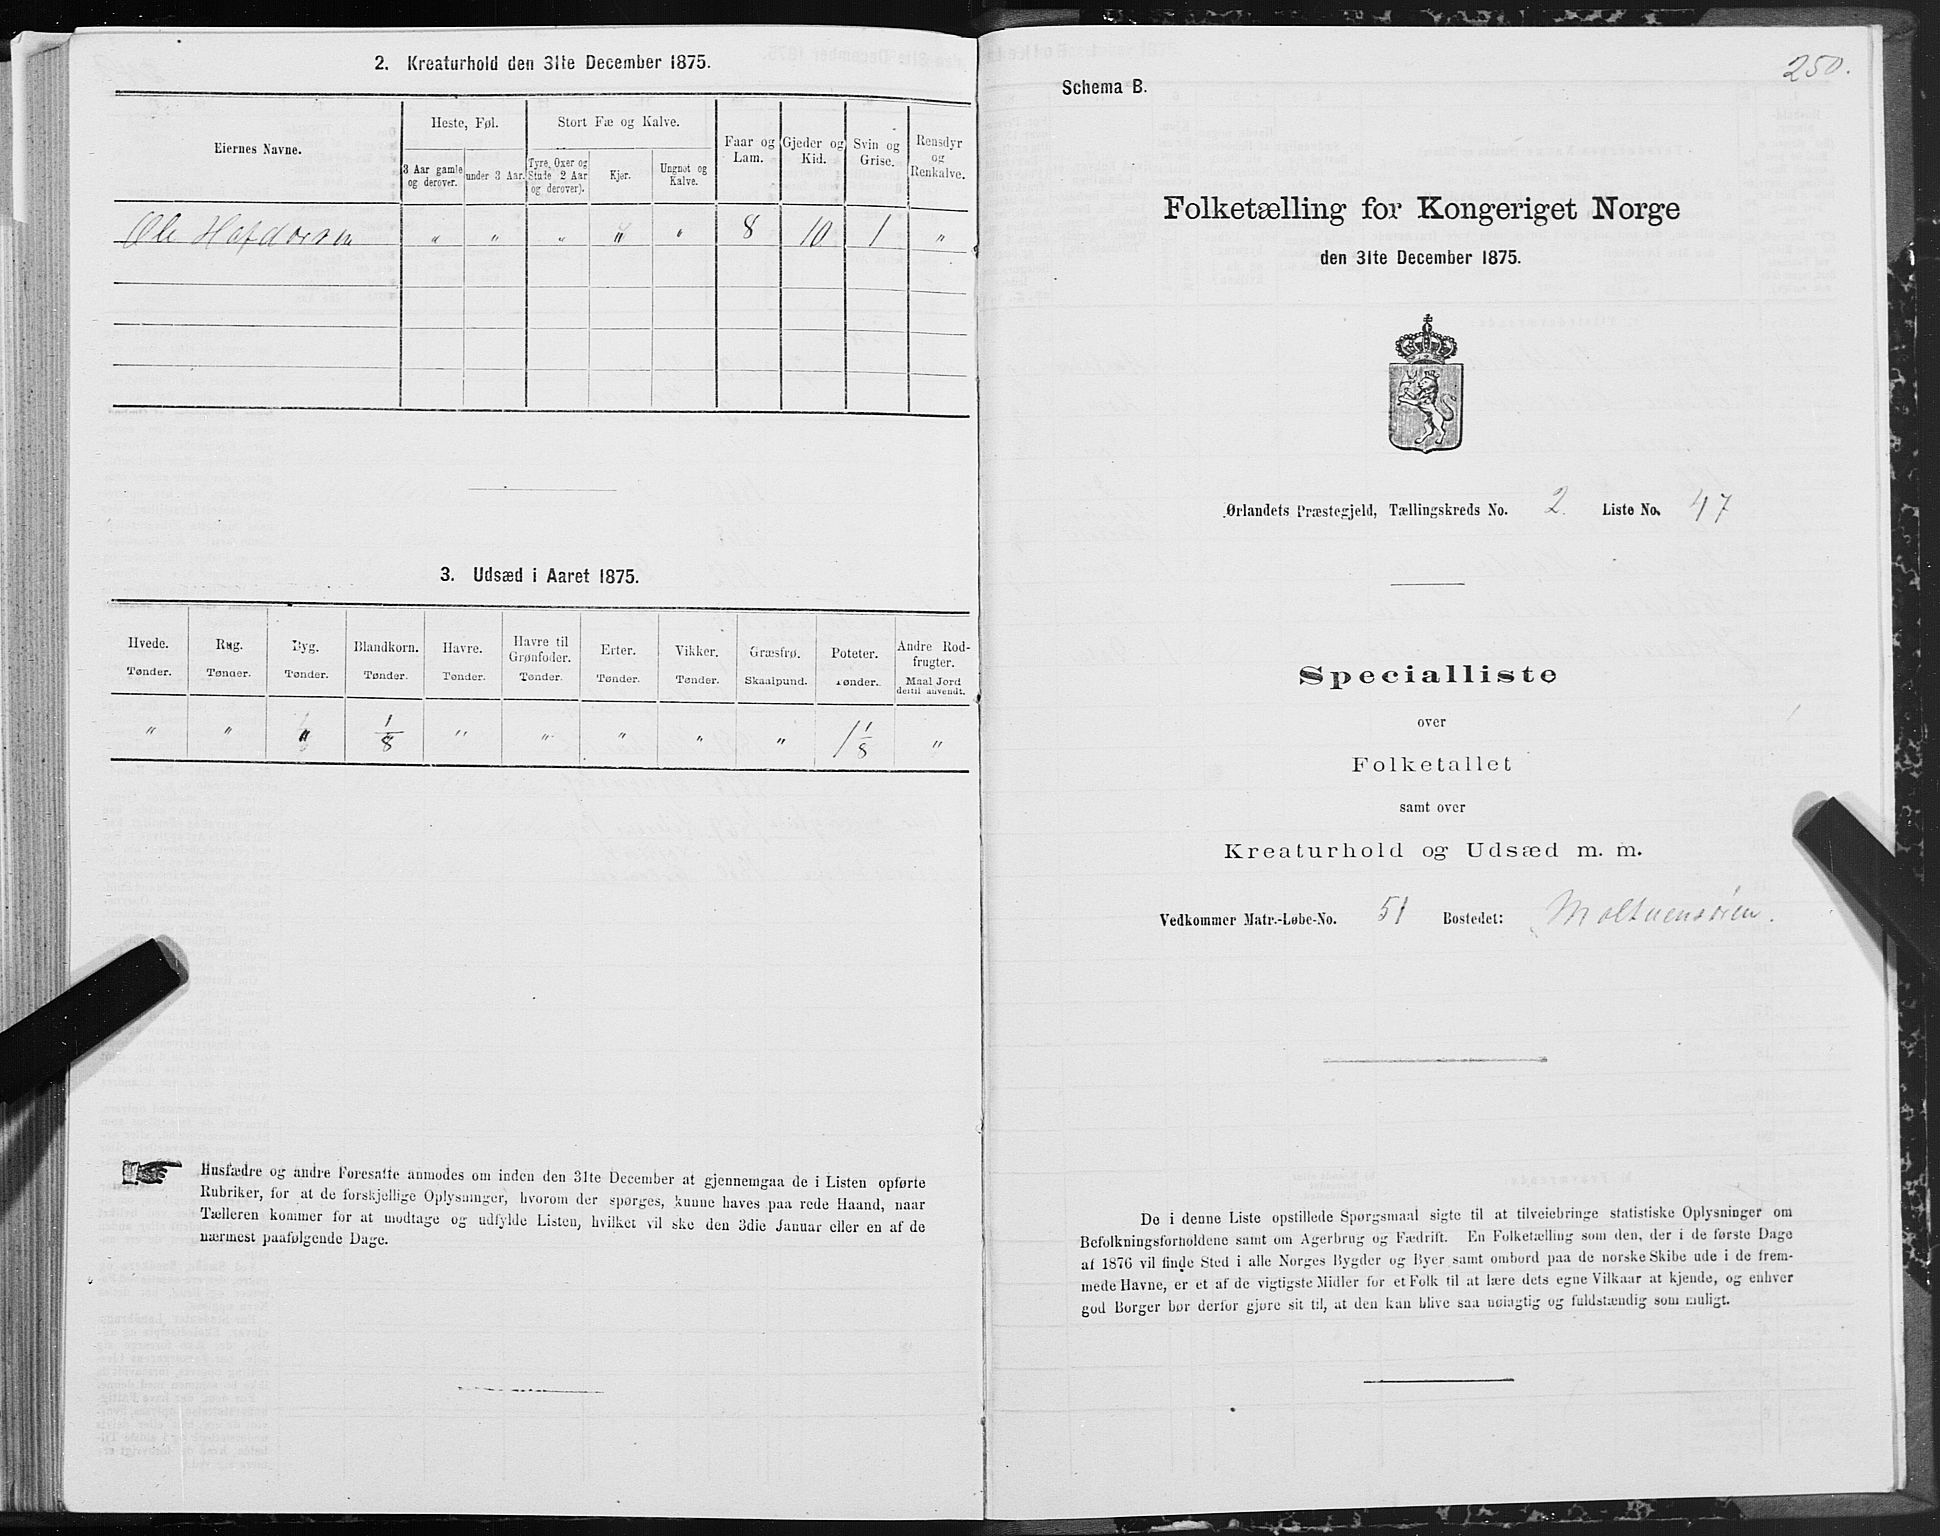 2. Kreaturhold den 31te December 1875.
Eiernes Navne.
Heste, Føl.
Stort Fæ og Kalve.
Faar og
Lam.
Gjeder og
Kid.
Svin og
Grise.
Rensdyr
og
Renkalve.
3 Aar gamle
og derover.
under 3 Aar.
Tyre, Oxer og
Stude 2 Aar
og derover).
Kjør.
Ungnøt og
Kalve.
Ole Hafdorsen " " " " " 8 10 1 "
3. Udsæd i Aaret 1875.
Hvede.
Tønder.
Rug.
Tønder.
Byg.
Tønder.
Blandkorn.
Tønder.
Havre.
Tønder.
Havre til
Grønfoder.
Tønder.
Erter.
Tønder.
Vikker.
Tønder.
Græsfrø.
Skaalpund.
Poteter.
Tønder.
Andre Rod-
frugter.
Maal Jord
dertil anvendt.
" " " 1/8 " " " " " 1 1/8 "
Husfædre og andre Foresatte anmodes om inden den 31te December at gjennemgaa de i Listen opførte
Rubriker, for at de forskjellige Oplysninger, hvorom der spørges, kunne haves paa rede Haand, naar
Tælleren kommer for at modtage og udfylde Listen, hvilket vil ske den 3die Januar eller en af de
nærmest paafølgende Dage.
250.
Schema B.
Folketælling for Kongeriget Norge
den 31te December 1875.
Ørlandets Præstegjeld, Tællingskreds No. 2. Liste No. 47
Specialliste
over
Folketallet
samt over
Kreaturhold og Udsæd m. m.
Vedkommer Matr.-Løbe-No. 51 Bostedet: Moltuensøien.
De i denne Liste opstillede Spørgsmaal sigte til at tilveiebringe statistiske Oplysninger om
Befolkningsforholdene samt om Agerbrug og Fædrift. En Folketælling som den, der i de første Dage
af 1876 vil finde Sted i alle Norges Bygder og Byer samt ombord paa de norske Skibe ude i de frem-
mede Havne, er et af de vigtigste Midler for et Folk til at lære dets egne Vilkaar at kjende, og enhver
god Borger bør derfor gjøre sit til, at den kan blive saa nøiagtig og fuldstændig som muligt.